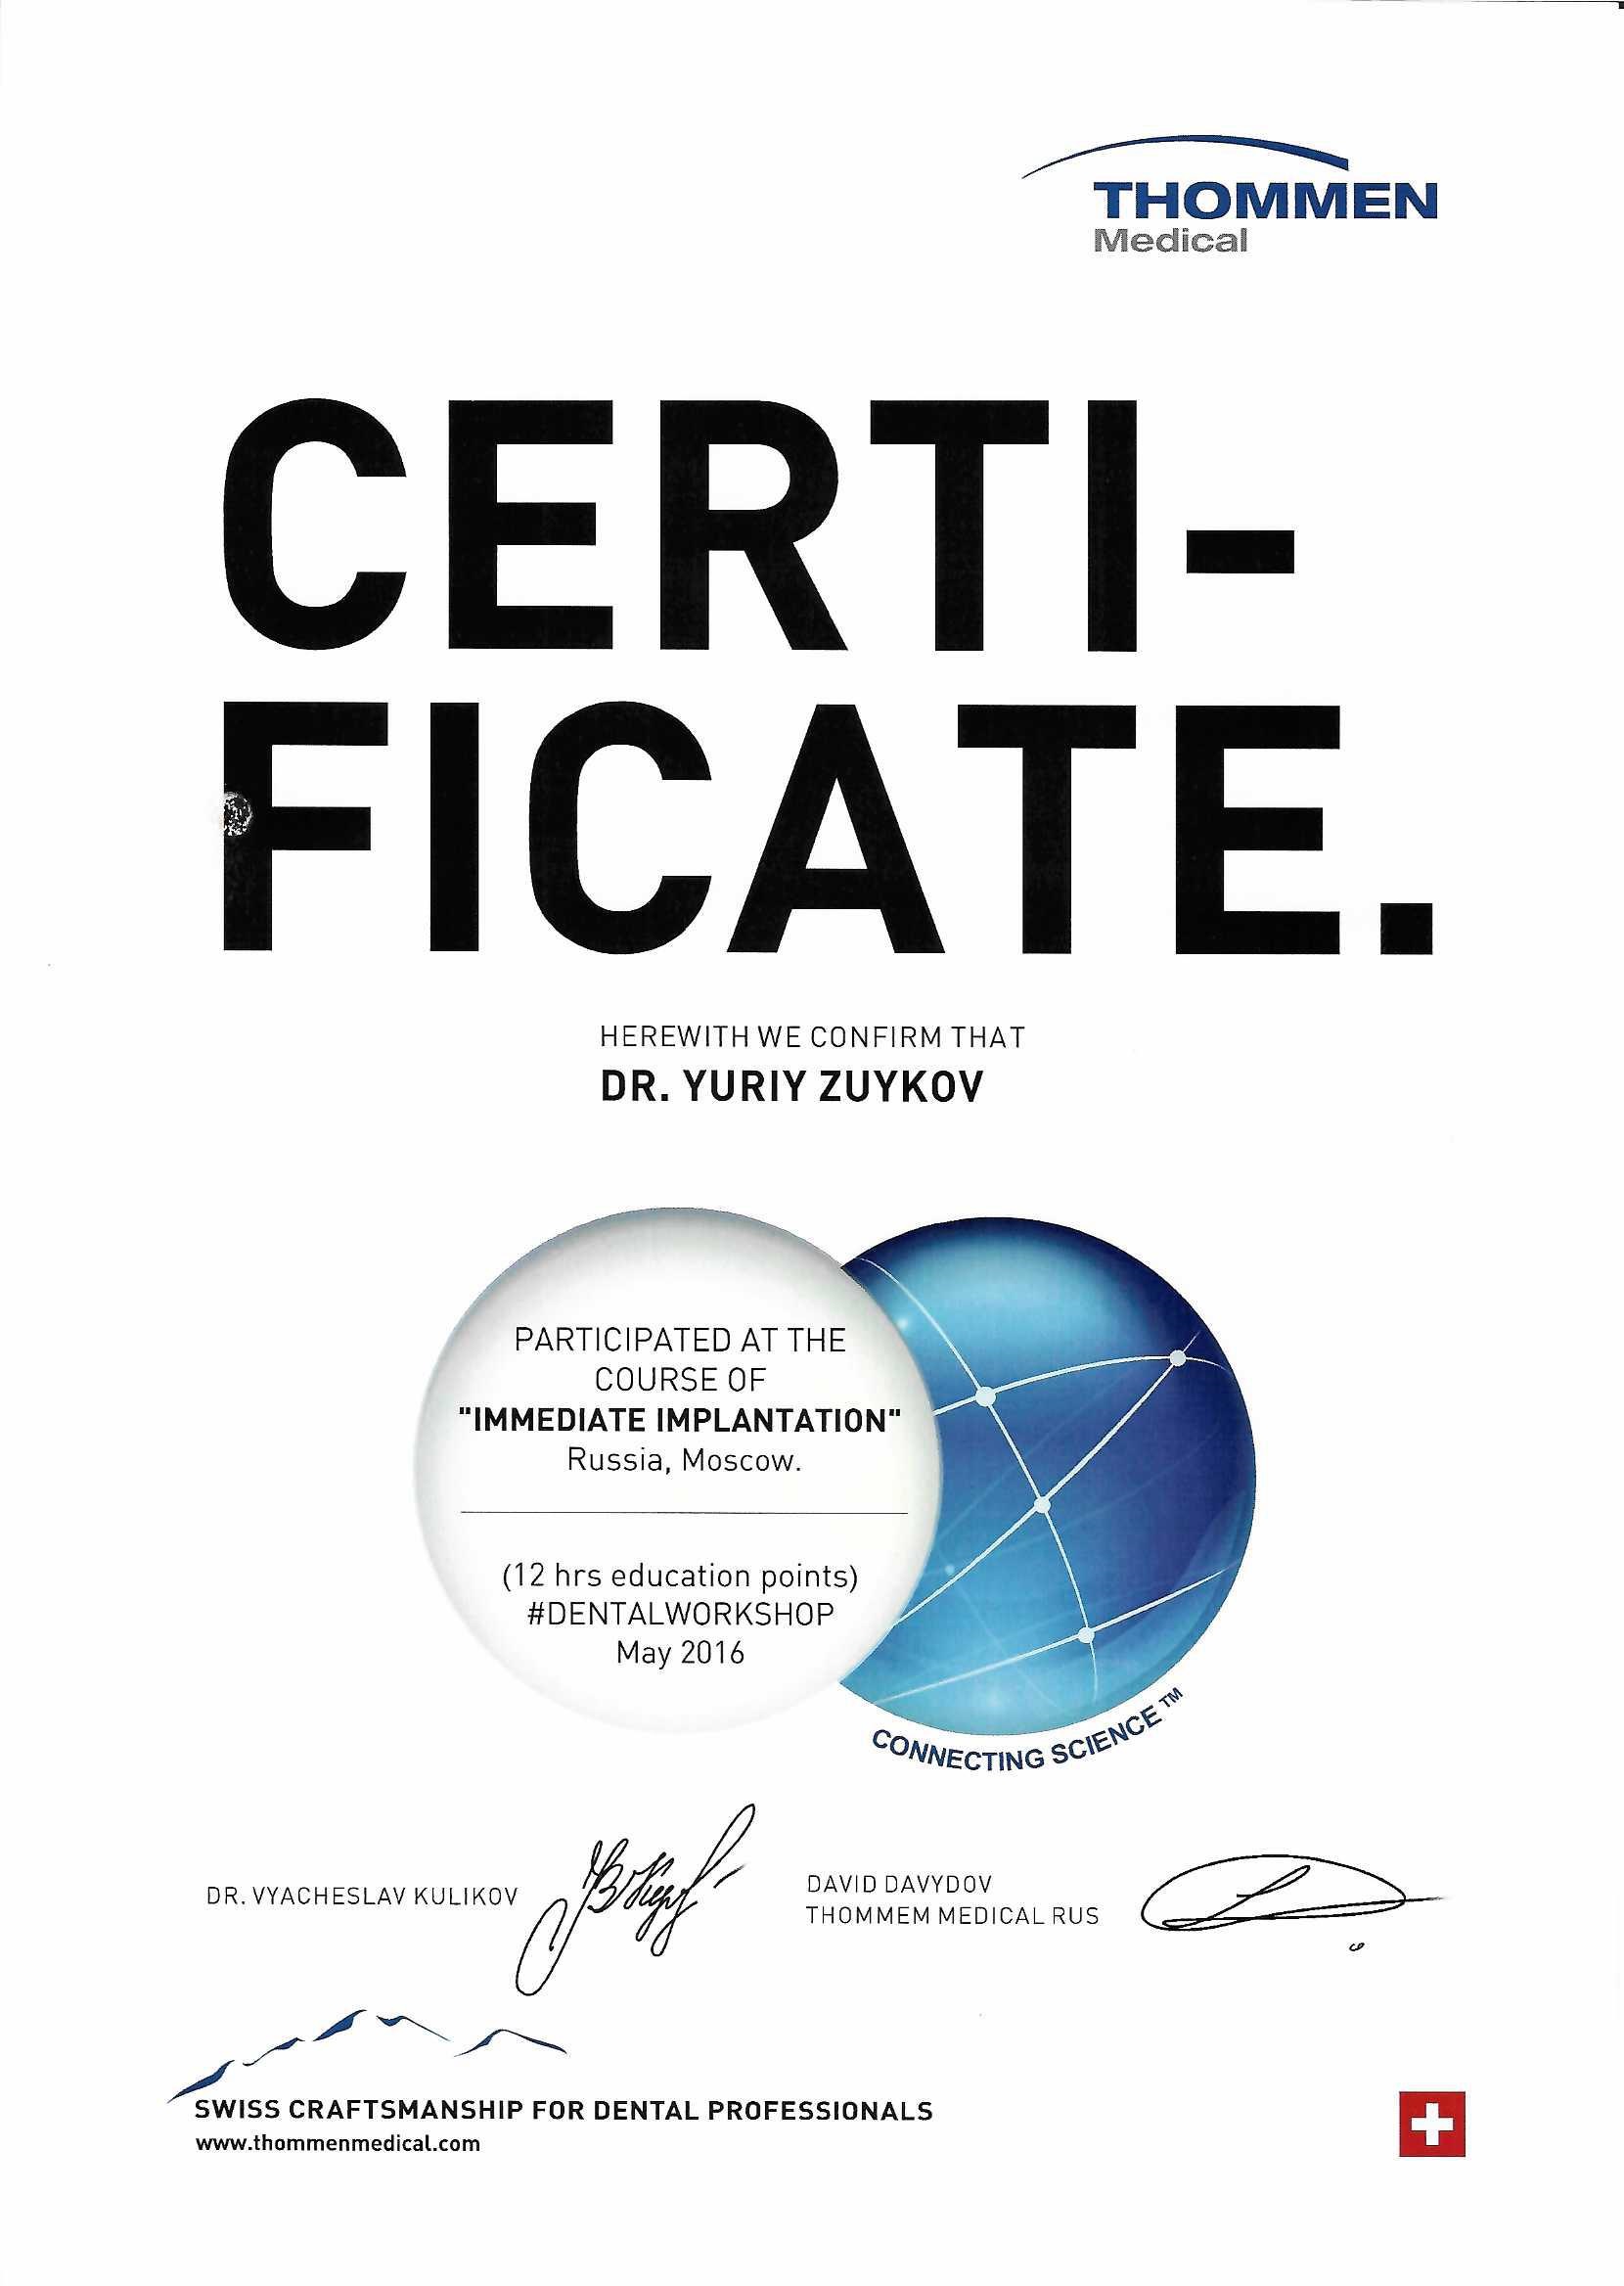 THOMMEN
Medical
CERTI-
FICATE.
HEREWITH WE CONFIRM THAT
DR. YURIY ZUYKOV
PARTICIPATED AT THE
COURSE OF
"IMMEDIATE IMPLANTATION"
Russia, Moscow.
(12 hrs education points)
#DENTALWORKSHOP
May 2016
CONNECTING SCIENCE™
DR. VYACHESLAV KULIKOV
DAVID DAVYDOV
THOMMEM MEDICAL RUS
SWISS CRAFTSMANSHIP FOR DENTAL PROFESSIONALS
www.thommenmedical.com